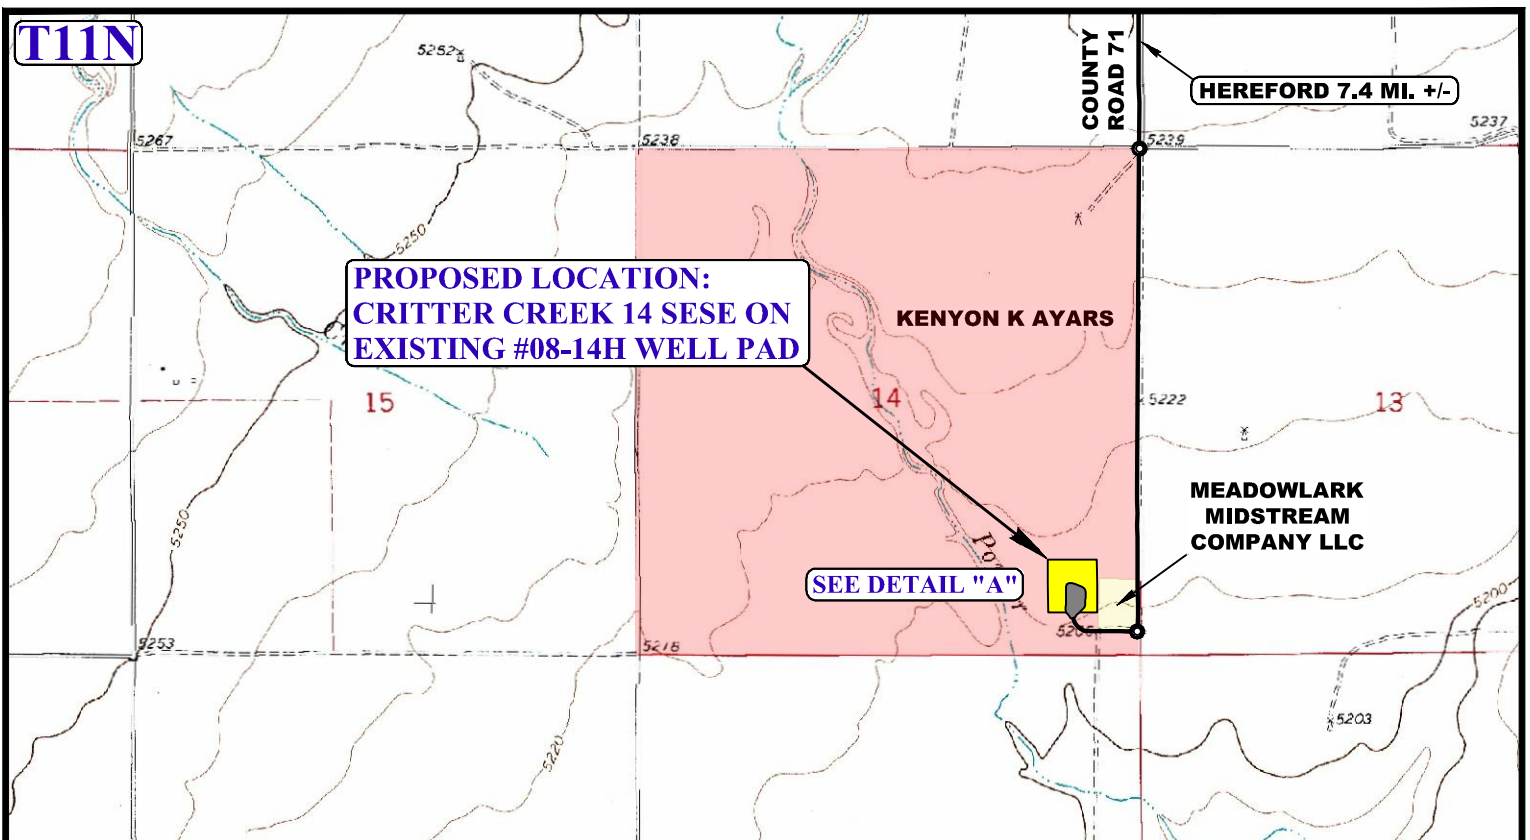 T11N
5252
COUNTY
ROAD 71
HEREFORD 7.4 MI. +/-
5237
5267
5238
5239
5250
PROPOSED LOCATION:
CRITTER CREEK 14 SESE ON
EXISTING #08-14H WELL PAD
KENYON K AYARS
15
14
5222
13
MEADOWLARK
MIDSTREAM
COMPANY LLC
5250
SEE DETAIL "A"
5200
5253
5218
5203
5220